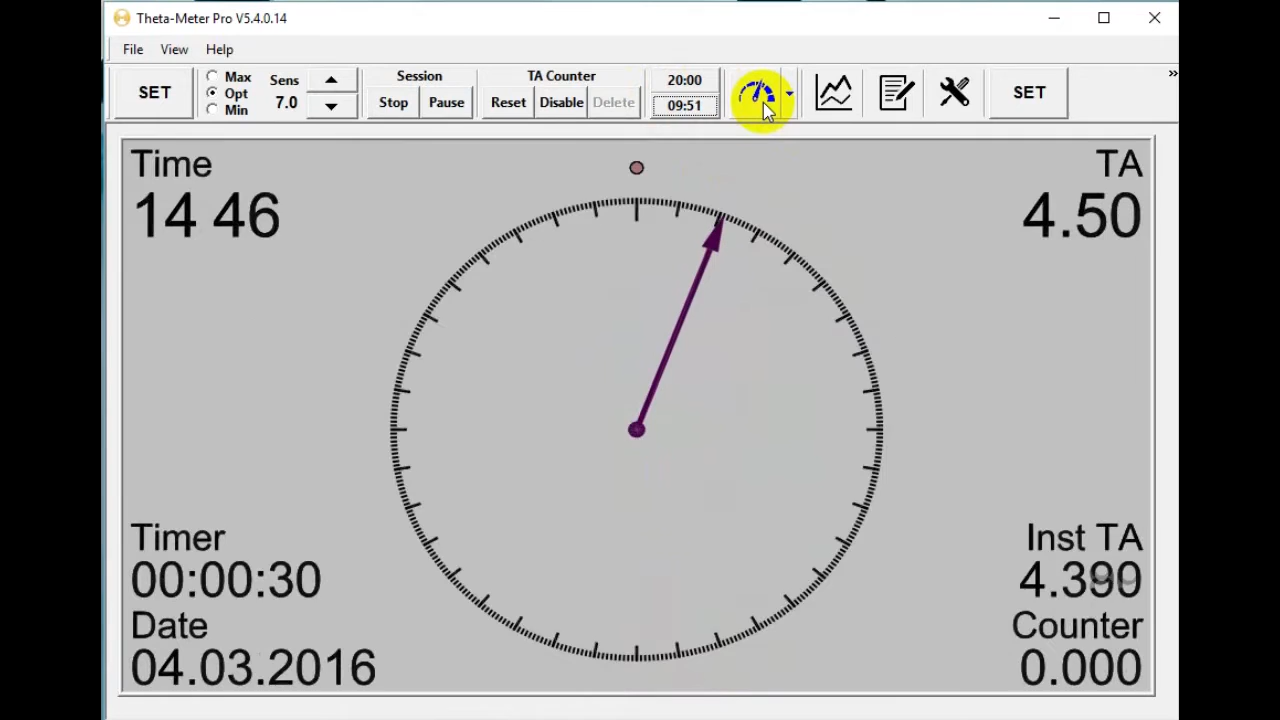 Theta-Meter Pro V5.4.0.14
File View Help
SET
Max
Opt
Min
Sens
7.0
Session
Stop Pause
TA Counter
Reset Disable Delete
20:00
09:51
SET
Time
14 46
TA
4.50
Timer
00:00:30
Date
04.03.2016
Inst TA
4.390
Counter
0.000